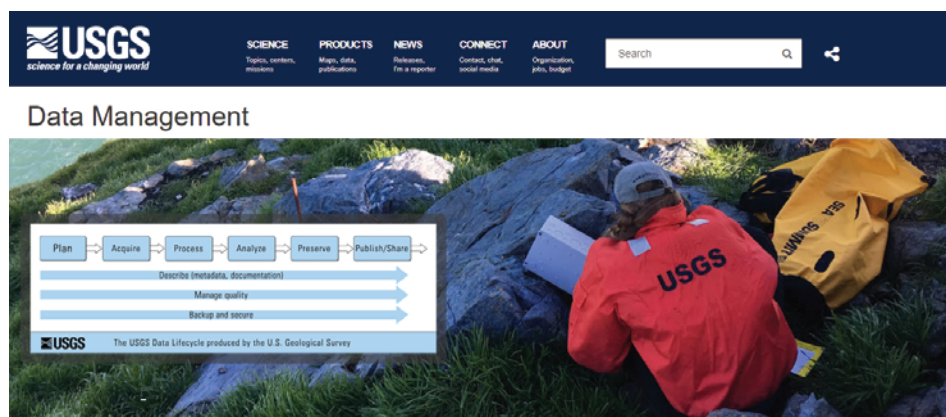 USGS
science for a changing world
SCIENCE
Topics, centers,
missions
PRODUCTS
Maps, data,
publications
NEWS
Releases,
I'm a reporter
CONNECT
Contact, chat,
social media
ABOUT
Organization,
jobs, budget
Search
Data Management
Plan
Acquire
Process
Analyze
Preserve
Publish/Share
Describe (metadata, documentation)
Manage quality
Backup and secure
USGS
The USGS Data Lifecycle produced by the U.S. Geological Survey
USGS
SEA
SUMMIT